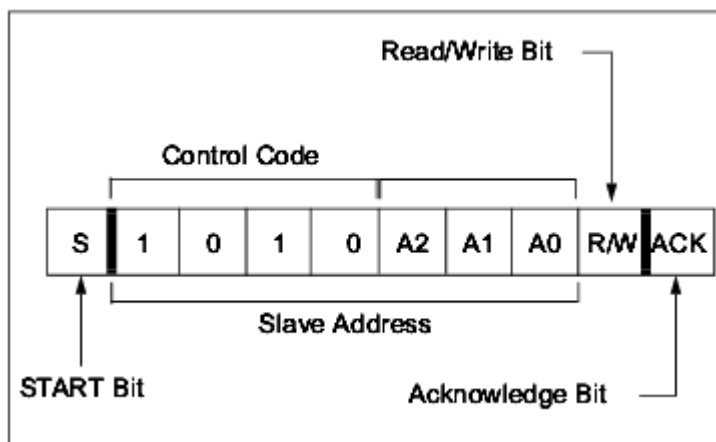 Read/Write Bit
Control Code
S 1 0 1 0 A2 A1 A0 R/W ACK
Slave Address
START Bit
Acknowledge Bit